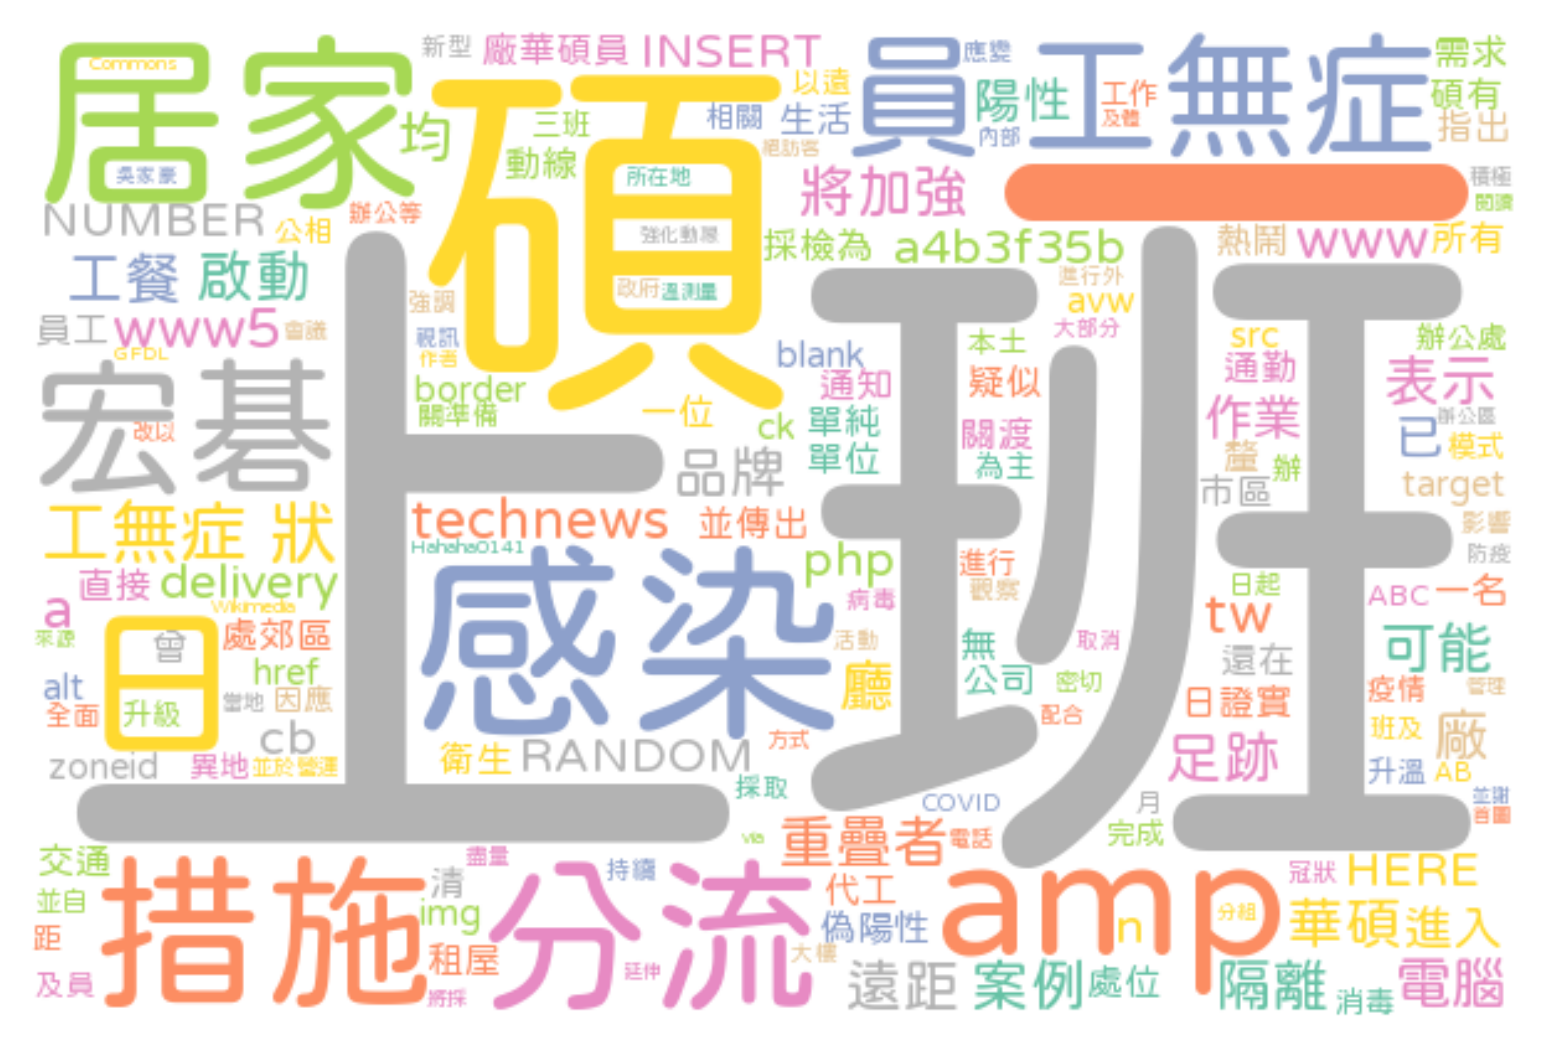 居家
Commons
吳家豪
新型
廠華碩員
INSERT
碩
以遠
員
應變
工無症
需求
均
三班
相關
生活
陽性
工作
及體
碩有
指出
動線
內部
絕訪客
所在地
將加強
一
積極
閱讀
NUMBER
公相
辦公等
強化動線
採檢為
a4b3f35b
熱鬧
www
所有
工餐
啟動
強調
政府
溫測量
進行外
avw
員工
www5
會議
視訊
作者
本土
大部分
src
辦公處
GFDL
blank
通勤
表示
宏碁
border
通知
疑似
改以
關準備
一位
ck
單純
關渡
作業
已
辦公區
模式
上班
品牌
單位
為主
釐
辦
市區
target
工無症
狀
technews
並傳出
影響
Hahaha0141
感染
php
進行
防疫
直接
delivery
病毒
觀察
日起
ABC
一名
a
Wikimedia
tw
來源
日
曾
處郊區
活動
無
取消
可能
href
廳
公司
密切
還在
alt
全面
升級
當地
因應
日證實
疫情
管理
cb
配合
班及
廠
zoneid
異地
並於營運
衛生
RANDOM
方式
足跡
升溫
AB
採取
COVID
月
並謝
首圖
via
重疊者
電話
完成
交通
措施
盡量
分流
持續
amp
冠狀
HERE
並自
清
代工
img
偽陽性
n
分組
華碩
進入
距
租屋
大樓
及員
將採
延伸
遠距
案例
處位
隔離
消毒
電腦